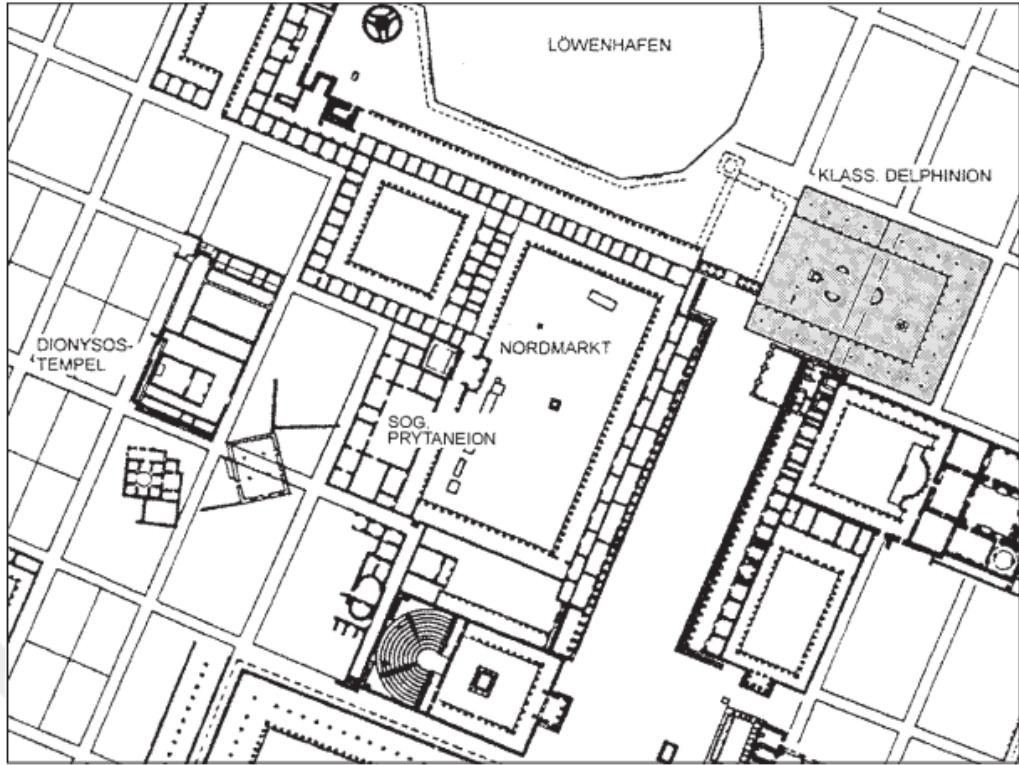 LÖWENHAFEN
KLASS. DELPHINION
DIONYSOS-
TEMPEL
NORDMARKT
SOG.
PRYTANEION